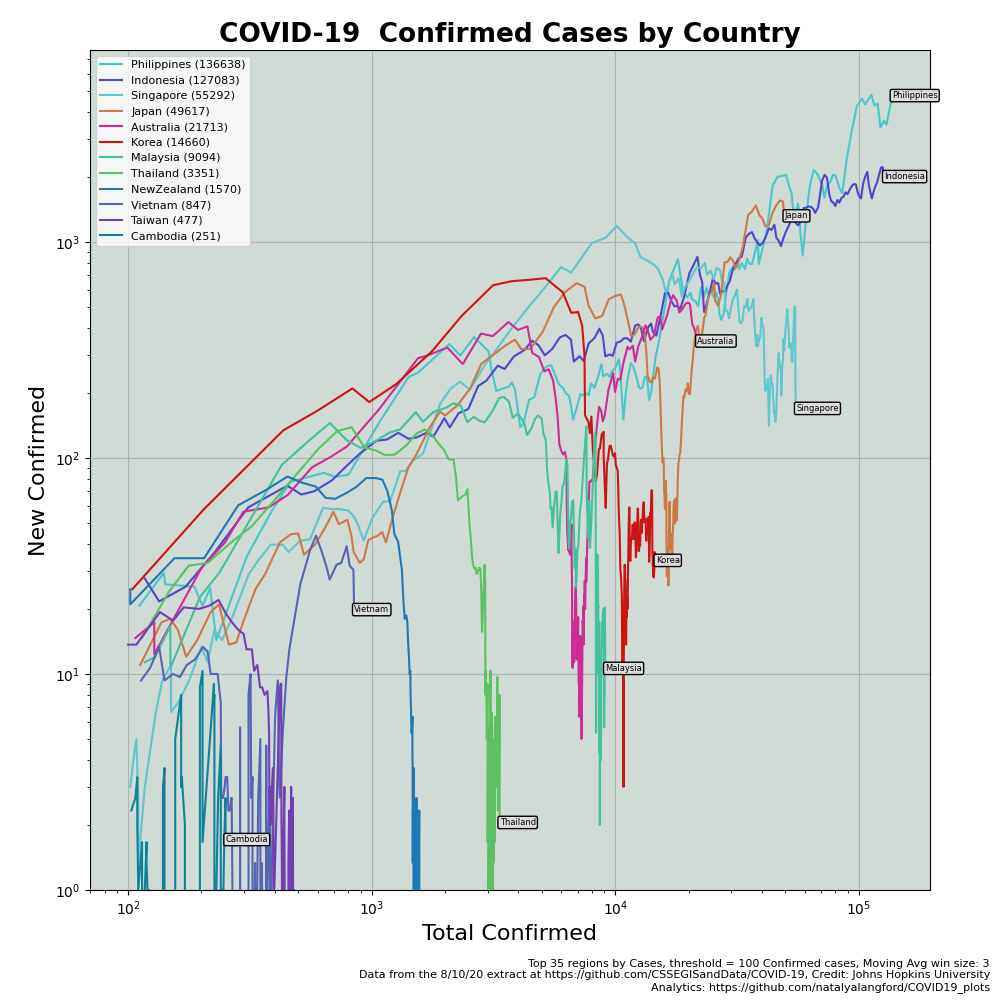 COVID-19  Confirmed Cases by Country
Philippines (136638)
Indonesia (127083)
Singapore (55292)
Japan (49617)
Australia (21713)
Korea (14660)
Malaysia (9094)
Thailand (3351)
NewZealand (1570)
Vietnam (847)
Taiwan (477)
Cambodia (251)
Philippines
Indonesia
Japan
Australia
Singapore
Korea
Vietnam
Malaysia
Thailand
Cambodia
New Confirmed
10³
10²
10¹
10⁰
10² 10³ 10⁴ 10⁵
Total Confirmed
Top 35 regions by Cases, threshold = 100 Confirmed cases, Moving Avg win size: 3
Data from the 8/10/20 extract at https://github.com/CSSEGISandData/COVID-19, Credit: Johns Hopkins University
Analytics: https://github.com/natalyalangford/COVID19_plots